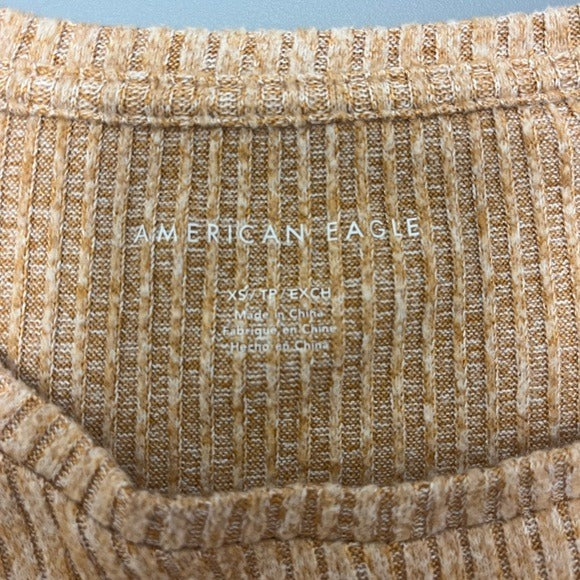 AMERICAN EAGLE
XS/TP/EXCH
Made in China
Fabriqué en Chine
Hecho en China